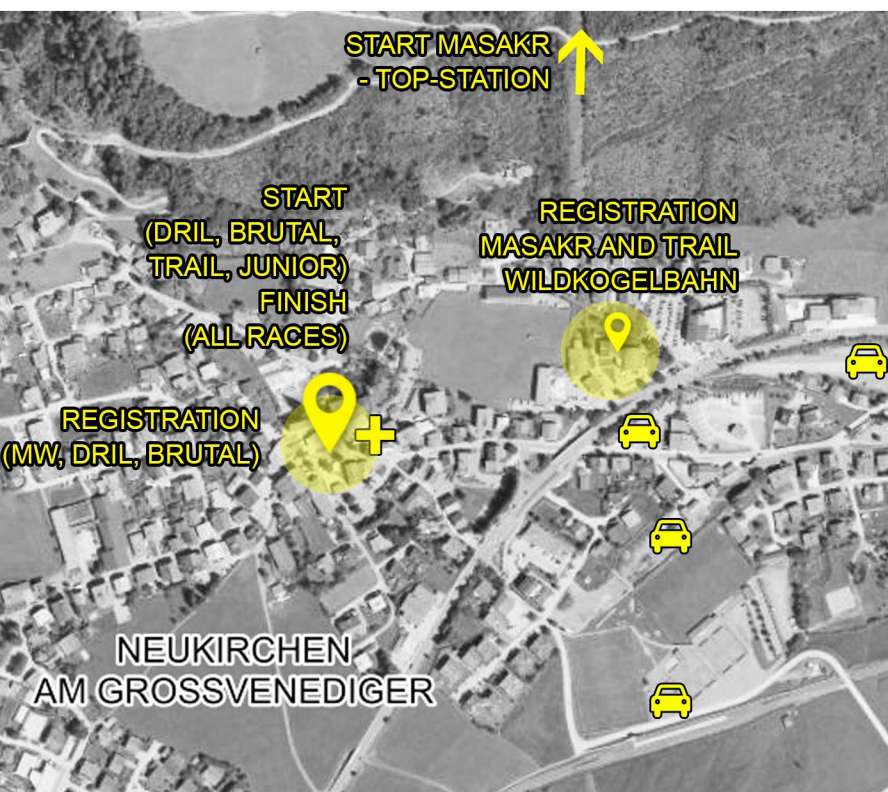 START MASAKR
- TOP-STATION
START
(DRIL, BRUTAL,
TRAIL, JUNIOR)
FINISH
(ALL RACES)
REGISTRATION
MASAKR AND TRAIL
WILDKOGELBAHN
REGISTRATION
(MW, DRIL, BRUTAL)
NEUKIRCHEN
AM GROSSVENEDIGER